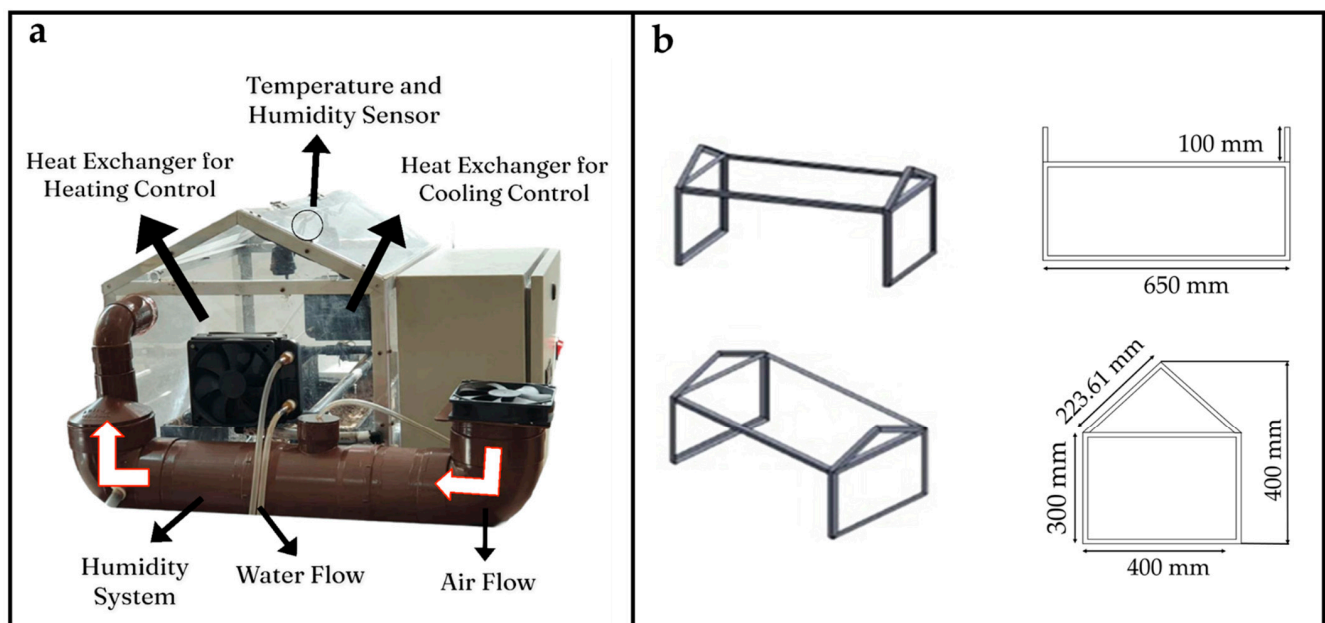 a
Temperature and
Humidity Sensor
Heat Exchanger for
Heating Control
Heat Exchanger for
Cooling Control
Humidity
System
Water Flow
Air Flow
b
100 mm
650 mm
223.61 mm
300 mm
400 mm
400 mm